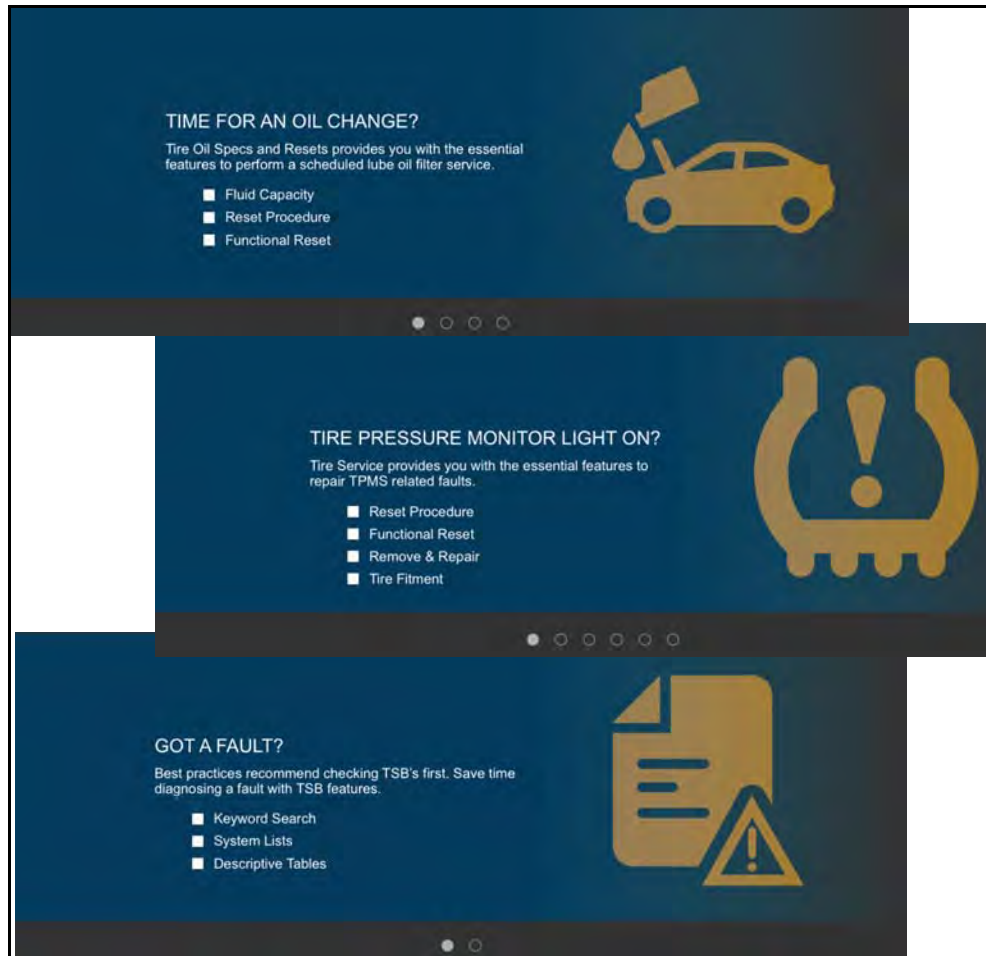 TIME FOR AN OIL CHANGE?
Tire Oil Specs and Resets provides you with the essential
features to perform a scheduled lube oil filter service.
Fluid Capacity
Reset Procedure
Functional Reset
TIRE PRESSURE MONITOR LIGHT ON?
Tire Service provides you with the essential features to
repair TPMS related faults.
Reset Procedure
Functional Reset
Remove & Repair
Tire Fitment
GOT A FAULT?
Best practices recommend checking TSB's first. Save time
diagnosing a fault with TSB features.
Keyword Search
System Lists
Descriptive Tables